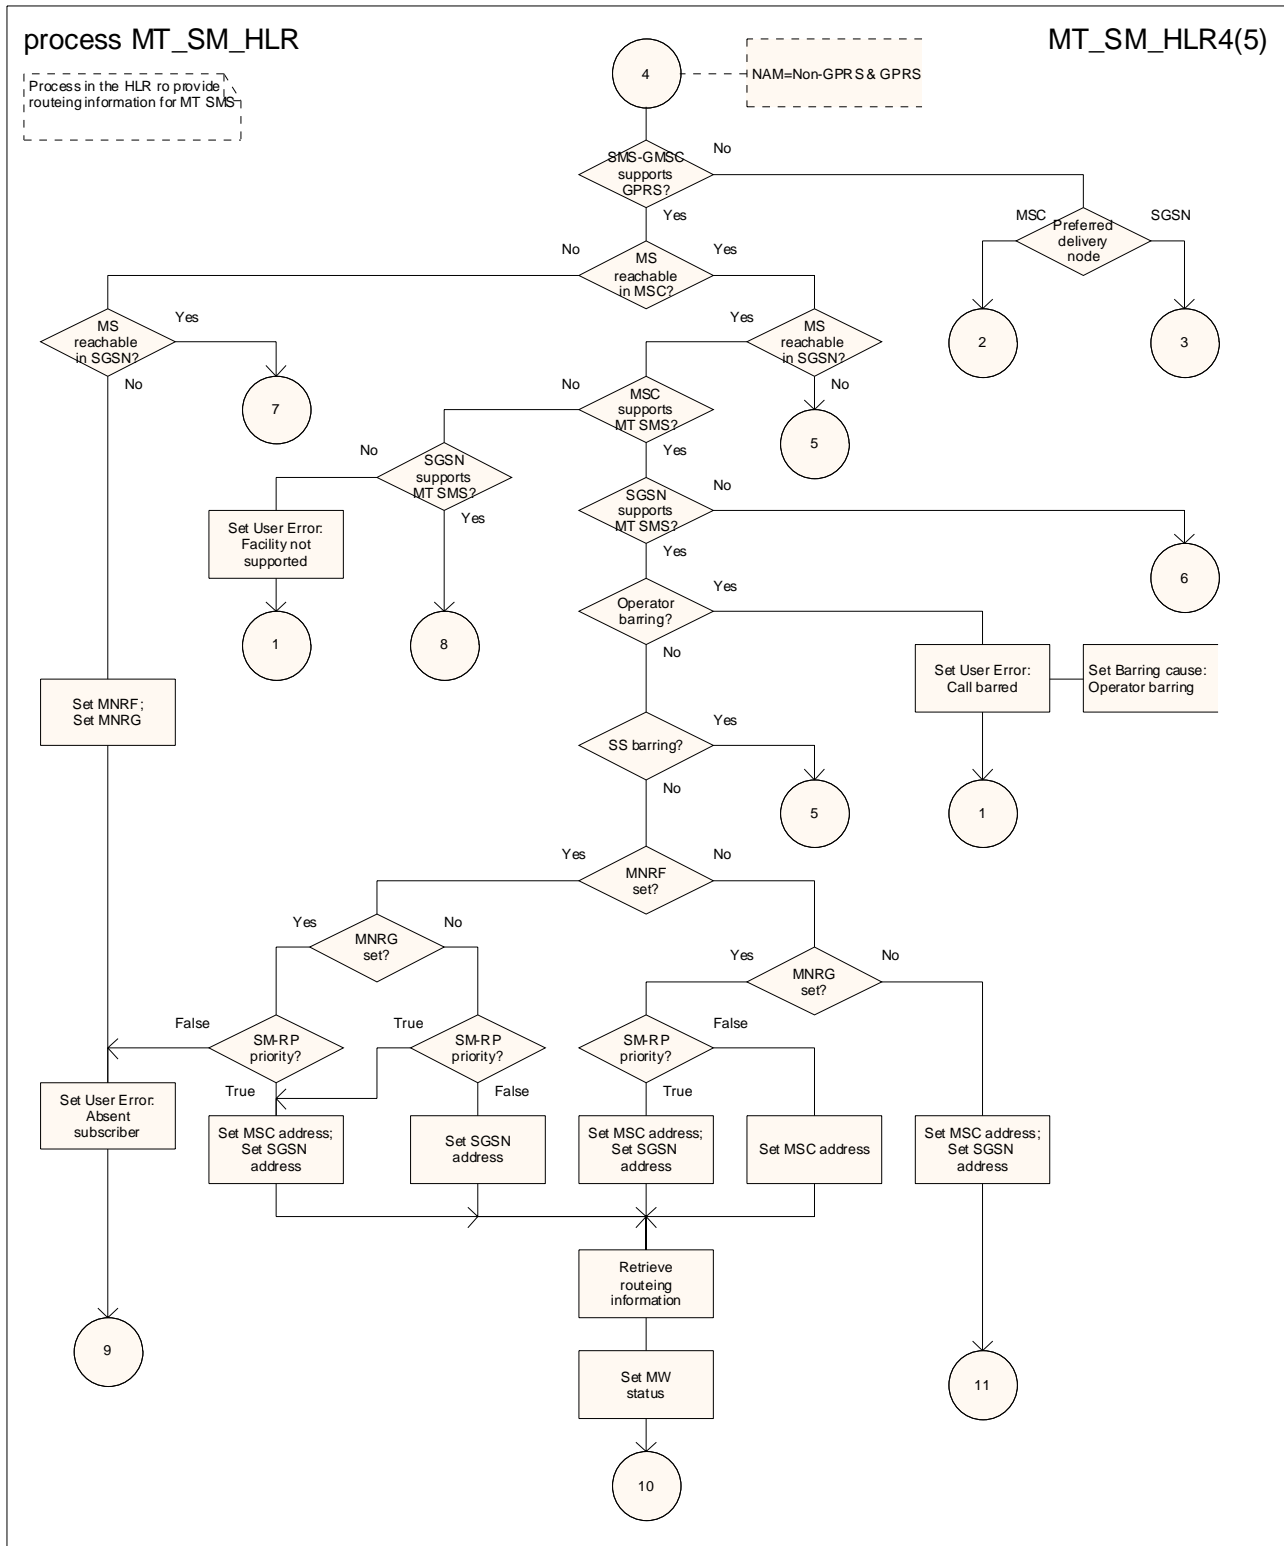 process MT_SM_HLR
MT_SM_HLR4(5)
Process in the HLR ro provide
routeing information for MT SMS
4
NAM=Non-GPRS & GPRS
SMS-GMSC
supports
GPRS?
No
Yes
MSC
SGSN
Preferred
delivery
node
No
Yes
MS
reachable
in MSC?
2
3
MS
reachable
in SGSN?
Yes
No
Yes
MS
reachable
in SGSN?
No
7
No
MSC
supports
MT SMS?
Yes
5
No
SGSN
supports
MT SMS?
Yes
SGSN
supports
MT SMS?
No
Yes
Set User Error:
Facility not
supported
6
1
8
Operator
barring?
Yes
No
Set User Error:
Call barred
Set Barring cause:
Operator barring
Set MNRF;
Set MNRG
SS barring?
Yes
No
5
1
Yes
MNRF
set?
No
Yes
MNRG
set?
No
Yes
MNRG
set?
No
False
SM-RP
priority?
True
True
SM-RP
priority?
False
SM-RP
priority?
False
True
Set User Error:
Absent
subscriber
Set MSC address;
Set SGSN
address
Set SGSN
address
Set MSC address;
Set SGSN
address
Set MSC address
Set MSC address;
Set SGSN
address
Retrieve
routeing
information
9
Set MW
status
11
10